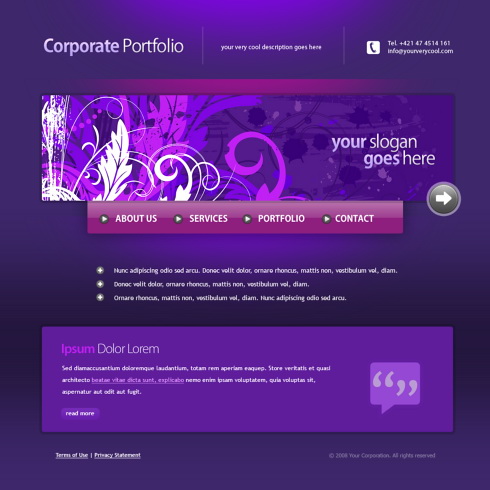 Corporate Portfolio
your very cool description goes here
Tel. +421 47 4514 161
info@yourverycool.com
your slogan
goes here
ABOUT US
SERVICES
PORTFOLIO
CONTACT
Nunc adipiscing odio sed arcu. Donec velit dolor, ornare rhoncus, mattis non, vestibulum vel, diam.
Donec velit dolor, ornare rhoncus, mattis non, vestibulum vel, diam.
Ornare rhoncus, mattis non, vestibulum vel, diam. Nunc adipiscing odio sed arcu.
Ipsum Dolor Lorem
Sed diamaccusantium doloremque laudantium, totam rem aperiam eaquep. Store veritatis et quasi
architecto beatae vitae dicta sunt, explicabo nemo enim ipsam voluptatem, quia voluptas sit,
aspernatur aut odit aut fugit.
read more
Terms of Use | Privacy Statement
© 2008 Your Corporation. All rights reserved